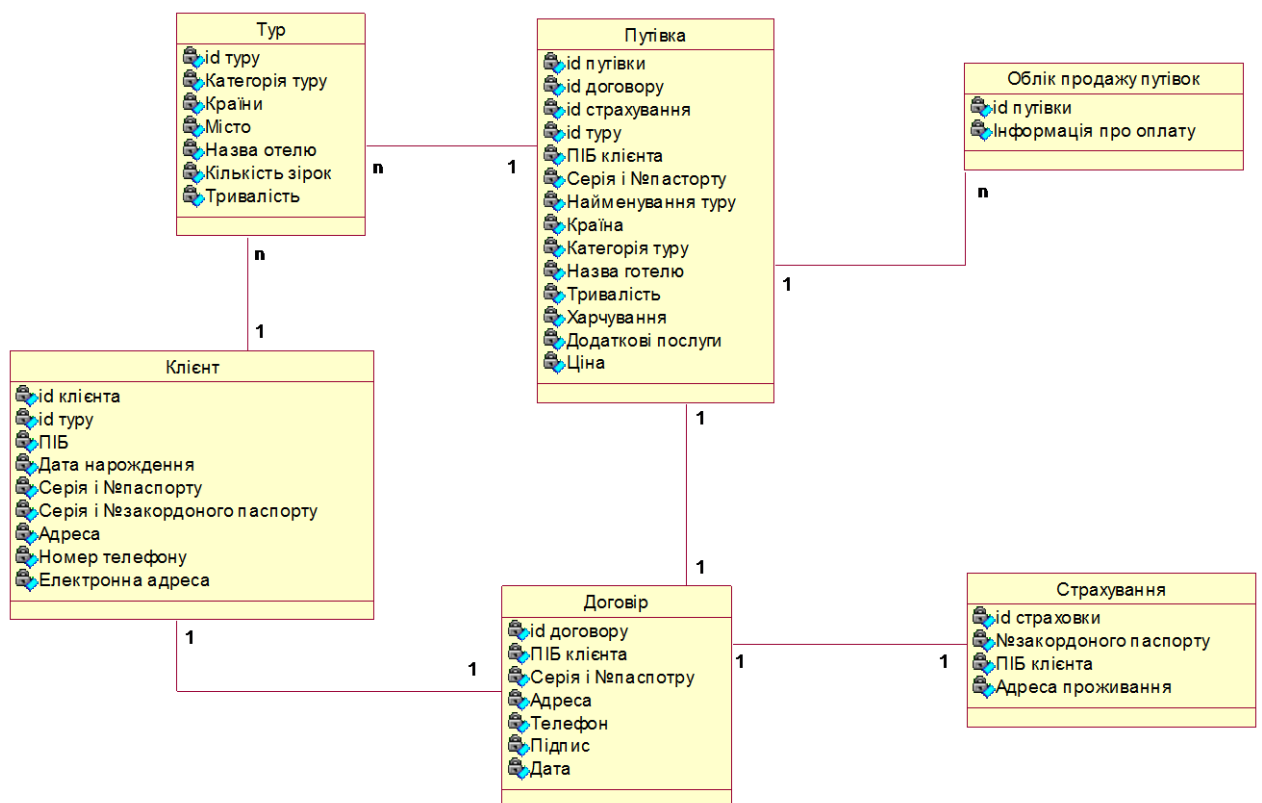 Тур
id туру
Категорія туру
Країни
Місто
Назва отелю
Кількість зірок
Тривалість
n
1
n
1
Путівка
id путівки
id договору
id страхування
id туру
ПІБ клієнта
Серія і №пасторту
Найменування туру
Країна
Категорія туру
Назва готелю
Тривалість
Харчування
Додаткові послуги
Ціна
Облік продажу путівок
id путівки
Інформація про оплату
n
1
1
1
Клієнт
id клієнта
id туру
ПІБ
Дата нарождення
Серія і №паспорту
Серія і №закордоного паспорту
Адреса
Номер телефону
Електронна адреса
1
1
Договір
id договору
ПІБ клієнта
Серія і №паспотру
Адреса
Телефон
Підпис
Дата
1
1
Страхування
id страховки
№закордоного паспорту
ПІБ клієнта
Адреса проживання